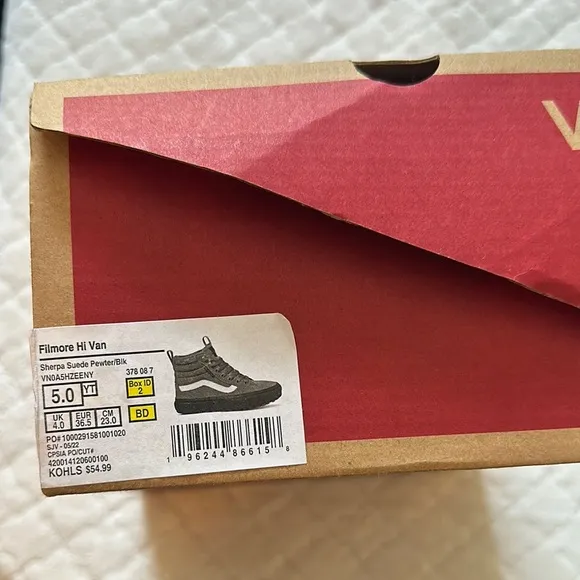 V
Filmore Hi Van
Sherpa Suede Pewter/Blk
VN0A5HZEENY 378 08 7
5.0 YT Box ID 2
UK 4.0 EUR 36.5 CM 23.0 BD
PO# 1000291581001020
SJV - 05/22
CPSIA PO/CUT#
420014120600100
KOHLS $54.99
1 96244 86615 8